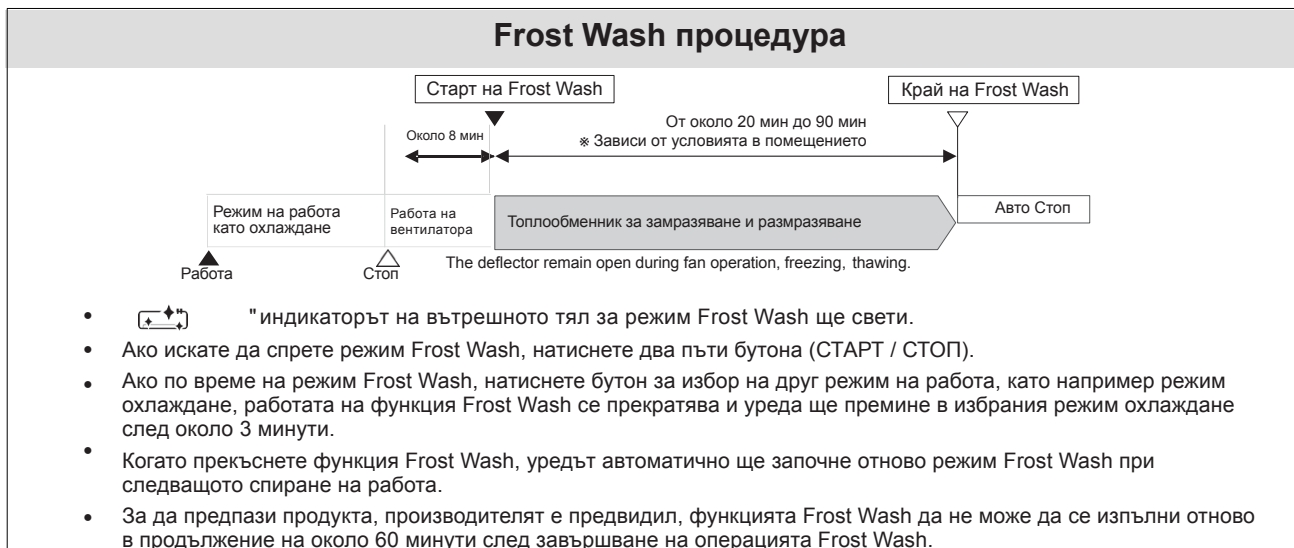 Frost Wash процедура
Старт на Frost Wash
Край на Frost Wash
Около 8 мин
От около 20 мин до 90 мин
※ Зависи от условията в помещението
Режим на работа
като охлаждане
Работа на
вентилатора
Топлообменник за замразяване и размразяване
Авто Стоп
Работа
Стоп
The deflector remain open during fan operation, freezing, thawing.
• "индикаторът на вътрешното тял за режим Frost Wash ще свети.
• Ако искате да спрете режим Frost Wash, натиснете два пъти бутона (СТАРТ / СТОП).
• Ако по време на режим Frost Wash, натиснете бутон за избор на друг режим на работа, като например режим
охлаждане, работата на функция Frost Wash се прекратява и уреда ще премине в избрания режим охлаждане
след около 3 минути.
• Когато прекъснете функция Frost Wash, уредът автоматично ще започне отново режим Frost Wash при
следващото спиране на работа.
• За да предпази продукта, производителят е предвидил, функцията Frost Wash да не може да се изпълни отново
в продължение на около 60 минути след завършване на операцията Frost Wash.